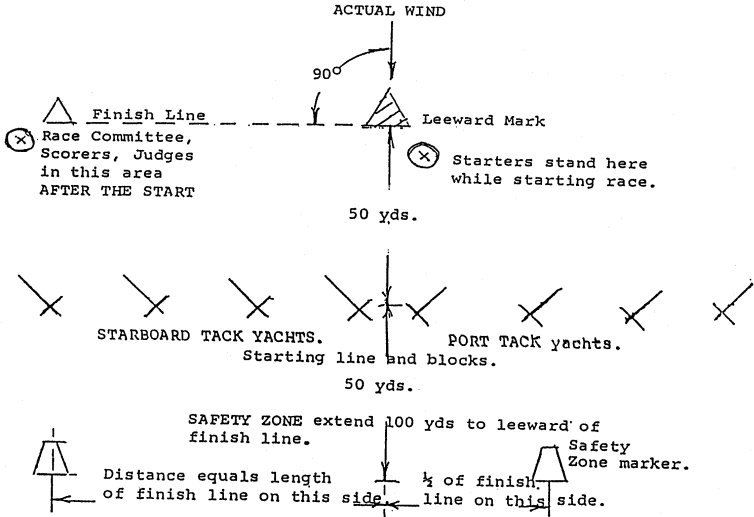 ACTUAL WIND
90°
Finish Line
Leeward Mark
Race Committee,
Scorers, Judges
in this area
AFTER THE START
Starters stand here
while starting race.
50 yds.
STARBOARD TACK YACHTS.
PORT TACK yachts.
Starting line and blocks.
50 yds.
SAFETY ZONE extend 100 yds to leeward of
finish line.
Safety
Zone marker.
Distance equals length
of finish line on this side.
½ of finish
line on this side.